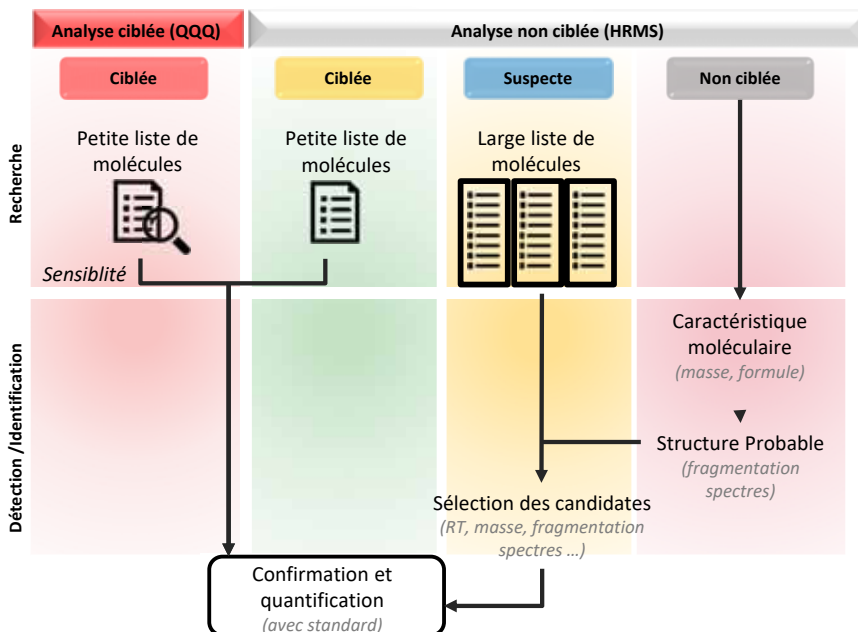 Analyse ciblée (QQQ)
Analyse non ciblée (HRMS)
Ciblée
Ciblée
Suspecte
Non ciblée
Recherche
Petite liste de
molécules
Petite liste de
molécules
Large liste de
molécules
Sensiblité
Détection /Identification
Caractéristique
moléculaire
(masse, formule)
Structure Probable
(fragmentation
spectres)
Sélection des candidates
(RT, masse, fragmentation
spectres ...)
Confirmation et
quantification
(avec standard)